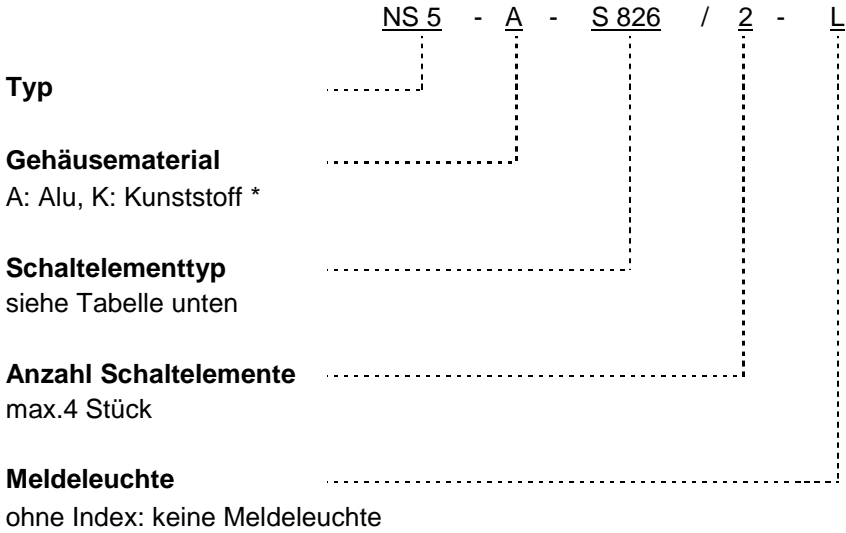 NS 5 - A - S 826 / 2 - L
Typ
Gehäusematerial
A: Alu, K: Kunststoff *
Schaltelementtyp
siehe Tabelle unten
Anzahl Schaltelemente
max.4 Stück
Meldeleuchte
ohne Index: keine Meldeleuchte